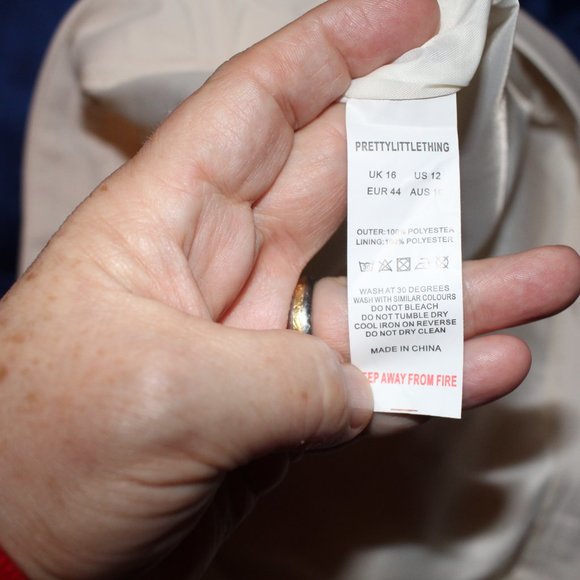 PRETTYLITTLETHING
UK 16 US 12
EUR 44 AUS
OUTER:100% POLYESTER
LINING:100% POLYESTER
WASH AT 30 DEGREES
WASH WITH SIMILAR COLOURS
DO NOT BLEACH
DO NOT TUMBLE DRY
COOL IRON ON REVERSE
DO NOT DRY CLEAN
MADE IN CHINA
EP AWAY FROM FIRE